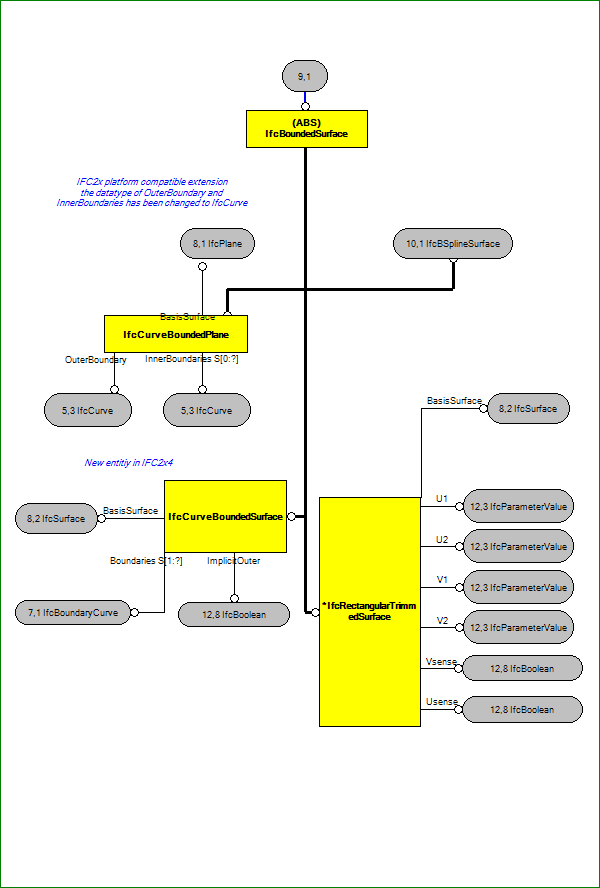 9,1
(ABS)
IfcBoundedSurface
IFC2x platform compatible extension
the datatype of OuterBoundary and
InnerBoundaries has been changed to IfcCurve
8,1 IfcPlane
10,1 IfcBSplineSurface
BasisSurface
IfcCurveBoundedPlane
OuterBoundary
InnerBoundaries S[0:?]
5,3 IfcCurve
5,3 IfcCurve
BasisSurface
8,2 IfcSurface
New entitiy in IFC2x4
8,2 IfcSurface
BasisSurface
IfcCurveBoundedSurface
Boundaries S[1:?]
ImplicitOuter
7,1 IfcBoundaryCurve
12,8 IfcBoolean
*IfcRectangularTrimm
edSurface
U1
12,3 IfcParameterValue
U2
12,3 IfcParameterValue
V1
12,3 IfcParameterValue
V2
12,3 IfcParameterValue
Vsense
12,8 IfcBoolean
Usense
12,8 IfcBoolean